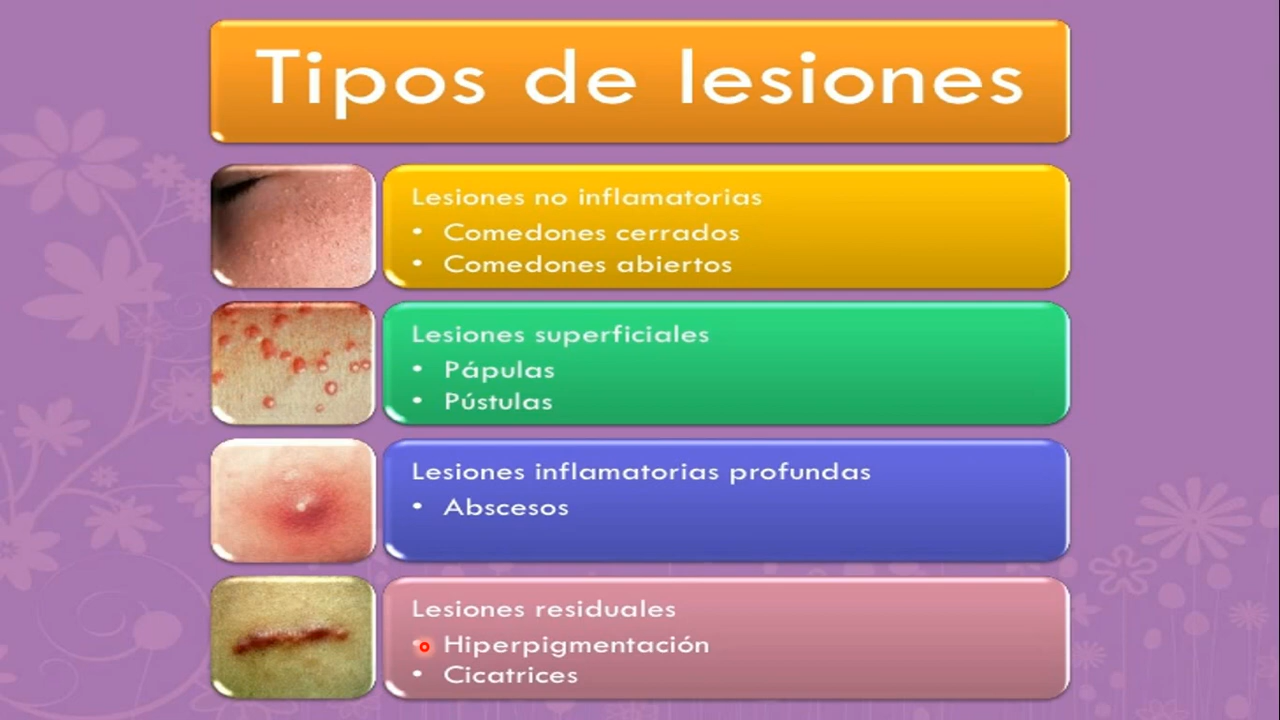 Tipos de lesiones
Lesiones no inflamatorias
• Comedones cerrados
• Comedones abiertos
Lesiones superficiales
• Pápulas
• Pústulas
Lesiones inflamatorias profundas
• Abscesos
Lesiones residuales
• Hiperpigmentación
• Cicatrices